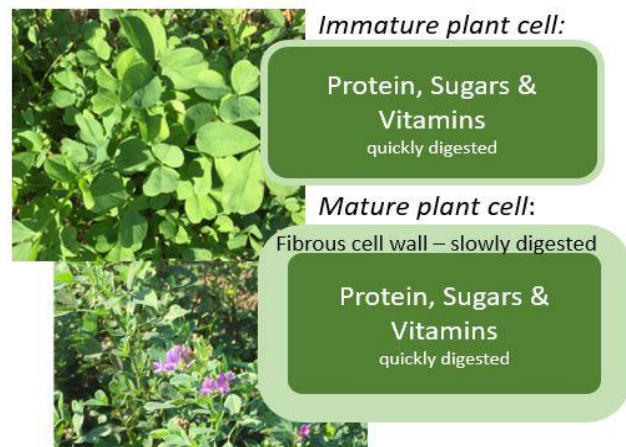 Immature plant cell:
Protein, Sugars &
Vitamins
quickly digested
Mature plant cell:
Fibrous cell wall – slowly digested
Protein, Sugars &
Vitamins
quickly digested